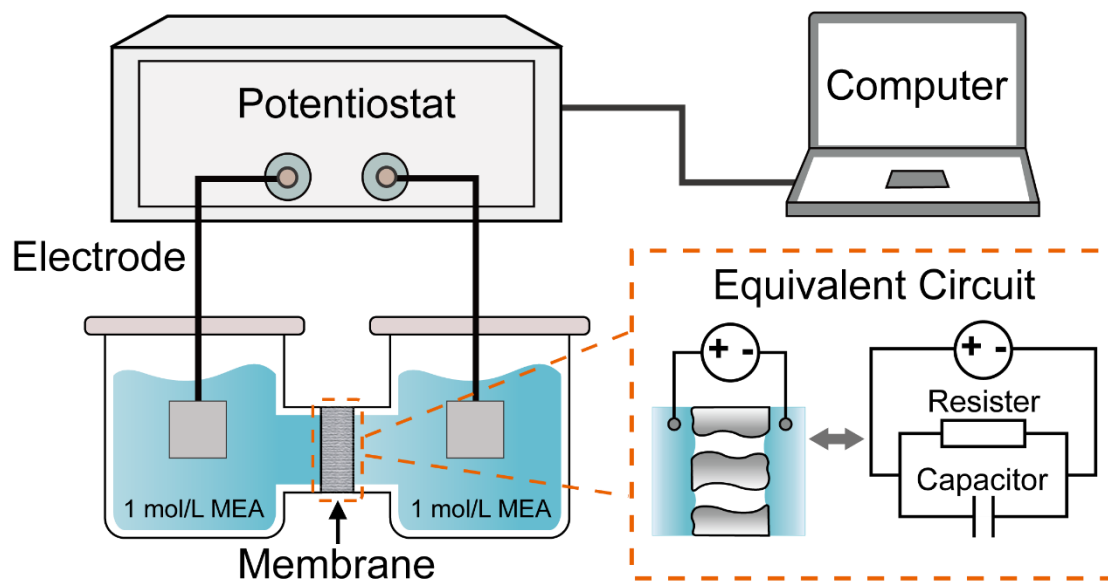 Potentiostat
Computer
Electrode
Equivalent Circuit
+ -
+ -
Resister
Capacitor
1 mol/L MEA
1 mol/L MEA
Membrane